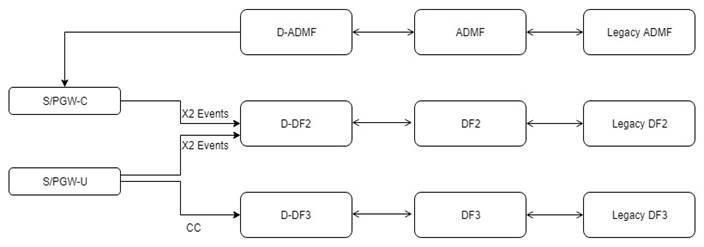 D-ADMF
ADMF
Legacy ADMF
S/PGW-C
X2 Events
D-DF2
DF2
Legacy DF2
X2 Events
S/PGW-U
CC
D-DF3
DF3
Legacy DF3